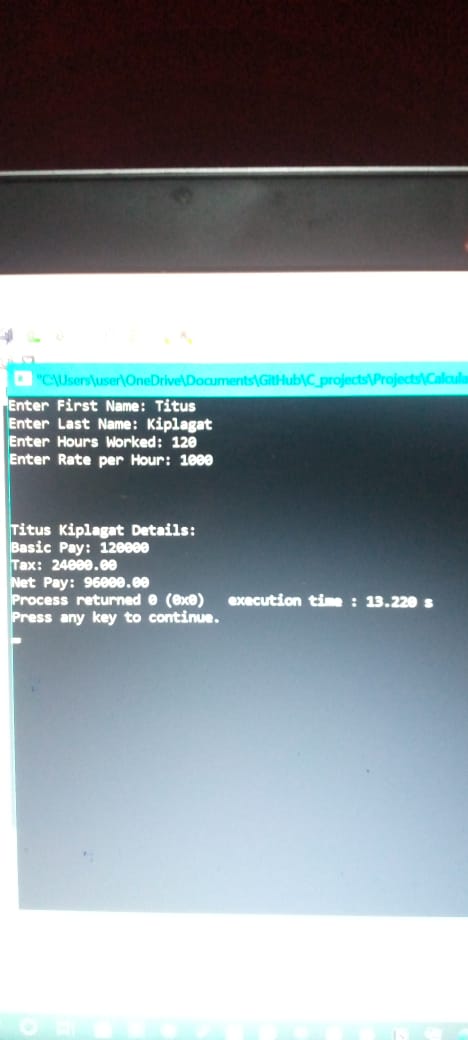 "C:\Users\user\OneDrive\Documents\GitHub\C_projects\Projects\Calcula
Enter First Name: Titus
Enter Last Name: Kiplagat
Enter Hours Worked: 120
Enter Rate per Hour: 1000
Titus Kiplagat Details:
Basic Pay: 120000
Tax: 24000.00
Net Pay: 96000.00
Process returned 0 (0x0)   execution time : 13.220 s
Press any key to continue.